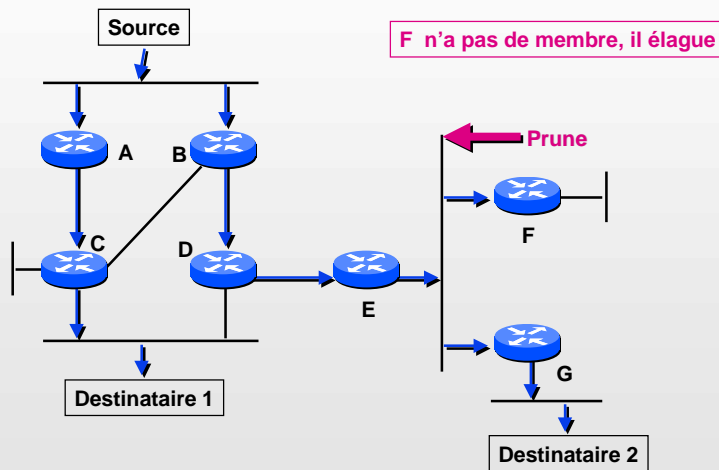 Source
F n'a pas de membre, il élague
A
B
Prune
C
D
F
E
G
Destinataire 1
Destinataire 2